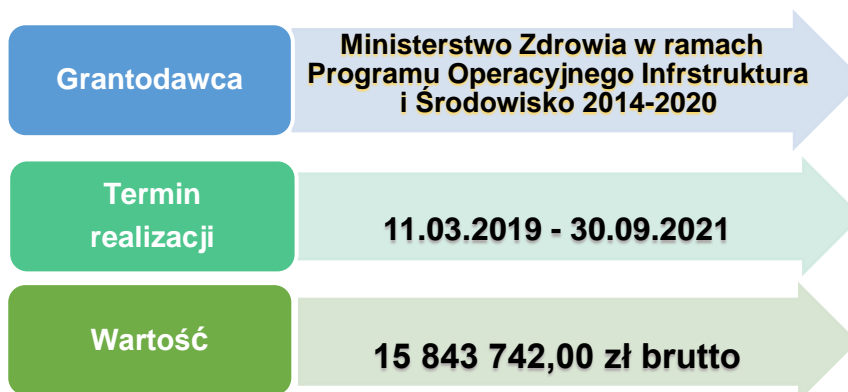 Grantodawca
Ministerstwo Zdrowia w ramach
Programu Operacyjnego Infrstruktura
i Środowisko 2014-2020
Termin
realizacji
11.03.2019 - 30.09.2021
Wartość
15 843 742,00 zł brutto